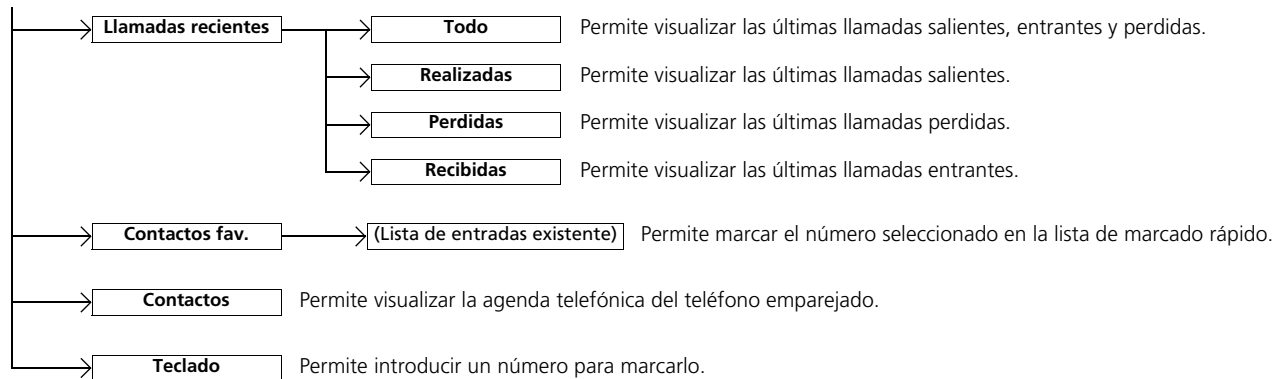 Llamadas recientes Todo Permite visualizar las últimas llamadas salientes, entrantes y perdidas.
Realizadas Permite visualizar las últimas llamadas salientes.
Perdidas Permite visualizar las últimas llamadas perdidas.
Recibidas Permite visualizar las últimas llamadas entrantes.
Contactos fav. (Lista de entradas existente) Permite marcar el número seleccionado en la lista de marcado rápido.
Contactos Permite visualizar la agenda telefónica del teléfono emparejado.
Teclado Permite introducir un número para marcarlo.